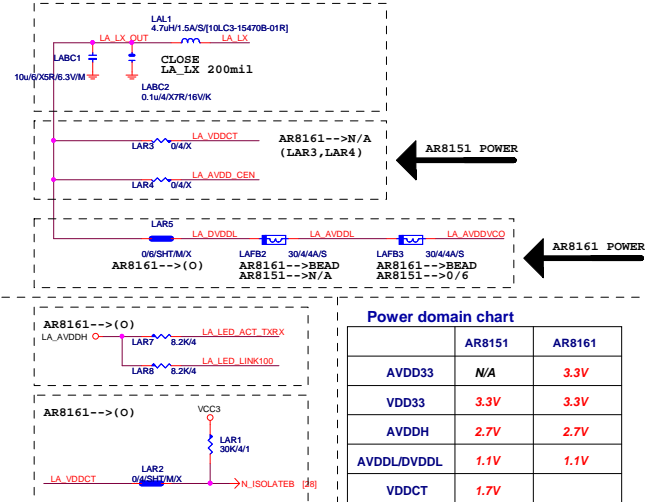 LAL1
4.7uH/1.5A/S/[10LC3-15470B-01R]
LA_LX_OUT
LA_LX
LABC1
CLOSE
LA_LX 200mil
10u/6/X5R/6.3V/M
LABC2
0.1u/4/X7R/16V/K
LA_VDDCT
AR8161-->N/A
(LAR3,LAR4)
LAR3 0/4/X
AR8151 POWER
LA_AVDD_CEN
LAR4 0/4/X
LAR5
LA_DVDDL
LA_AVDDL
LA_AVDDVCO
AR8161 POWER
0/6/SHT/M/X
LAFB2 30/4/4A/S
LAFB3 30/4/4A/S
AR8161-->(O)
AR8161-->BEAD
AR8151-->N/A
AR8161-->BEAD
AR8151-->0/6
AR8161-->(O)
LA_AVDDH
LA_LED_ACT_TXRX
LAR7 8.2K/4
LA_LED_LINK100
LAR8 8.2K/4
AR8161-->(O)
VCC3
LAR1
30K/4/1
LAR2
LA_VDDCT
0/4/SHT/M/X
N_ISOLATEB [28]
Power domain chart
AR8151 AR8161
AVDD33 N/A 3.3V
VDD33 3.3V 3.3V
AVDDH 2.7V 2.7V
AVDDL/DVDDL 1.1V 1.1V
VDDCT 1.7V